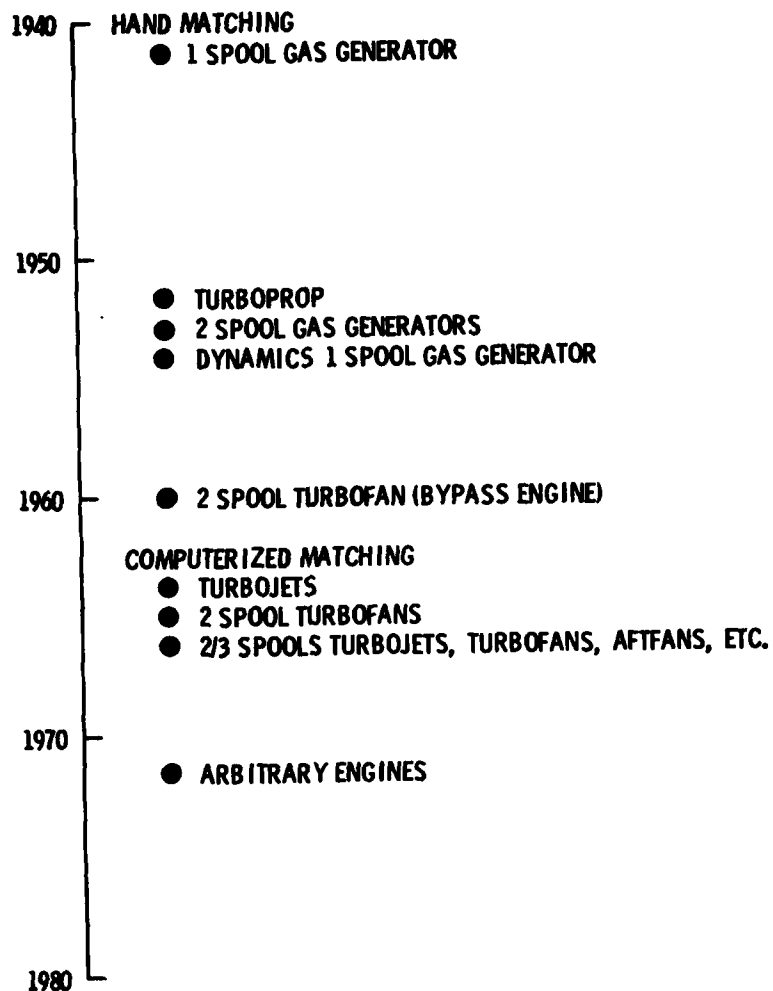 1940
HAND MATCHING
1 SPOOL GAS GENERATOR
1950
TURBOPROP
2 SPOOL GAS GENERATORS
DYNAMICS 1 SPOOL GAS GENERATOR
1960
2 SPOOL TURBOFAN (BYPASS ENGINE)
COMPUTERIZED MATCHING
TURBOJETS
2 SPOOL TURBOFANS
2/3 SPOOLS TURBOJETS, TURBOFANS, AFTFANS, ETC.
1970
ARBITRARY ENGINES
1980